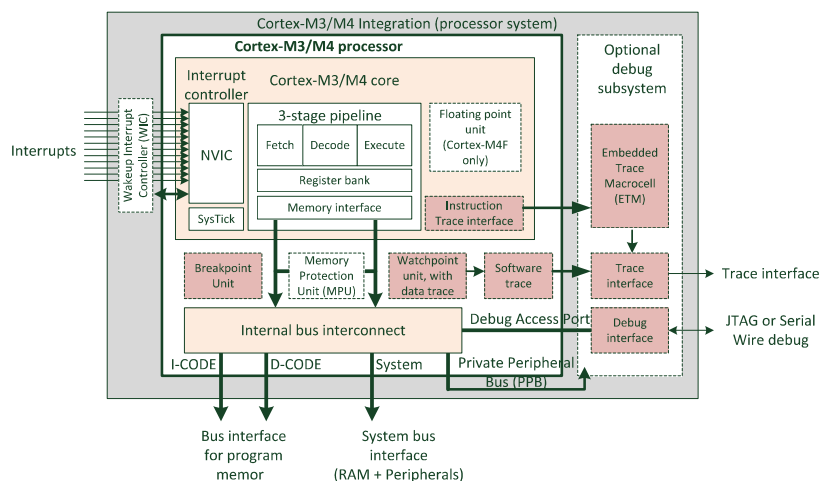 Cortex-M3/M4 Integration (processor system)
Cortex-M3/M4 processor
Optional
debug
subsystem
Interrupt
controller
Cortex-M3/M4 core
3-stage pipeline
Fetch
Decode
Execute
Floating point
unit
(Cortex-M4F
only)
Interrupts
Wakeup Interrupt
Controller (WIC)
NVIC
Register bank
Memory interface
SysTick
Instruction
Trace interface
Embedded
Trace
Macrocell
(ETM)
Breakpoint
Unit
Memory
Protection
Unit (MPU)
Watchpoint
unit, with
data trace
Software
trace
Trace
interface
Trace interface
Internal bus interconnect
Debug Access Port
Debug
interface
JTAG or Serial
Wire debug
I-CODE
D-CODE
System
Private Peripheral
Bus (PPB)
Bus interface
for program
memor
System bus
interface
(RAM + Peripherals)